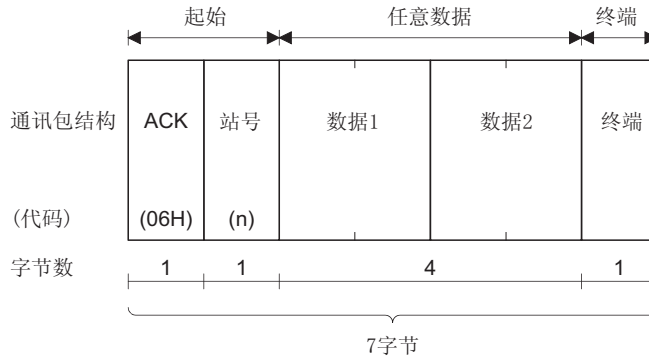 起始 任意数据 终端
通讯包结构 ACK 站号 数据1 数据2 终端
(代码) (06H) (n)
字节数 1 1 4 1
7字节